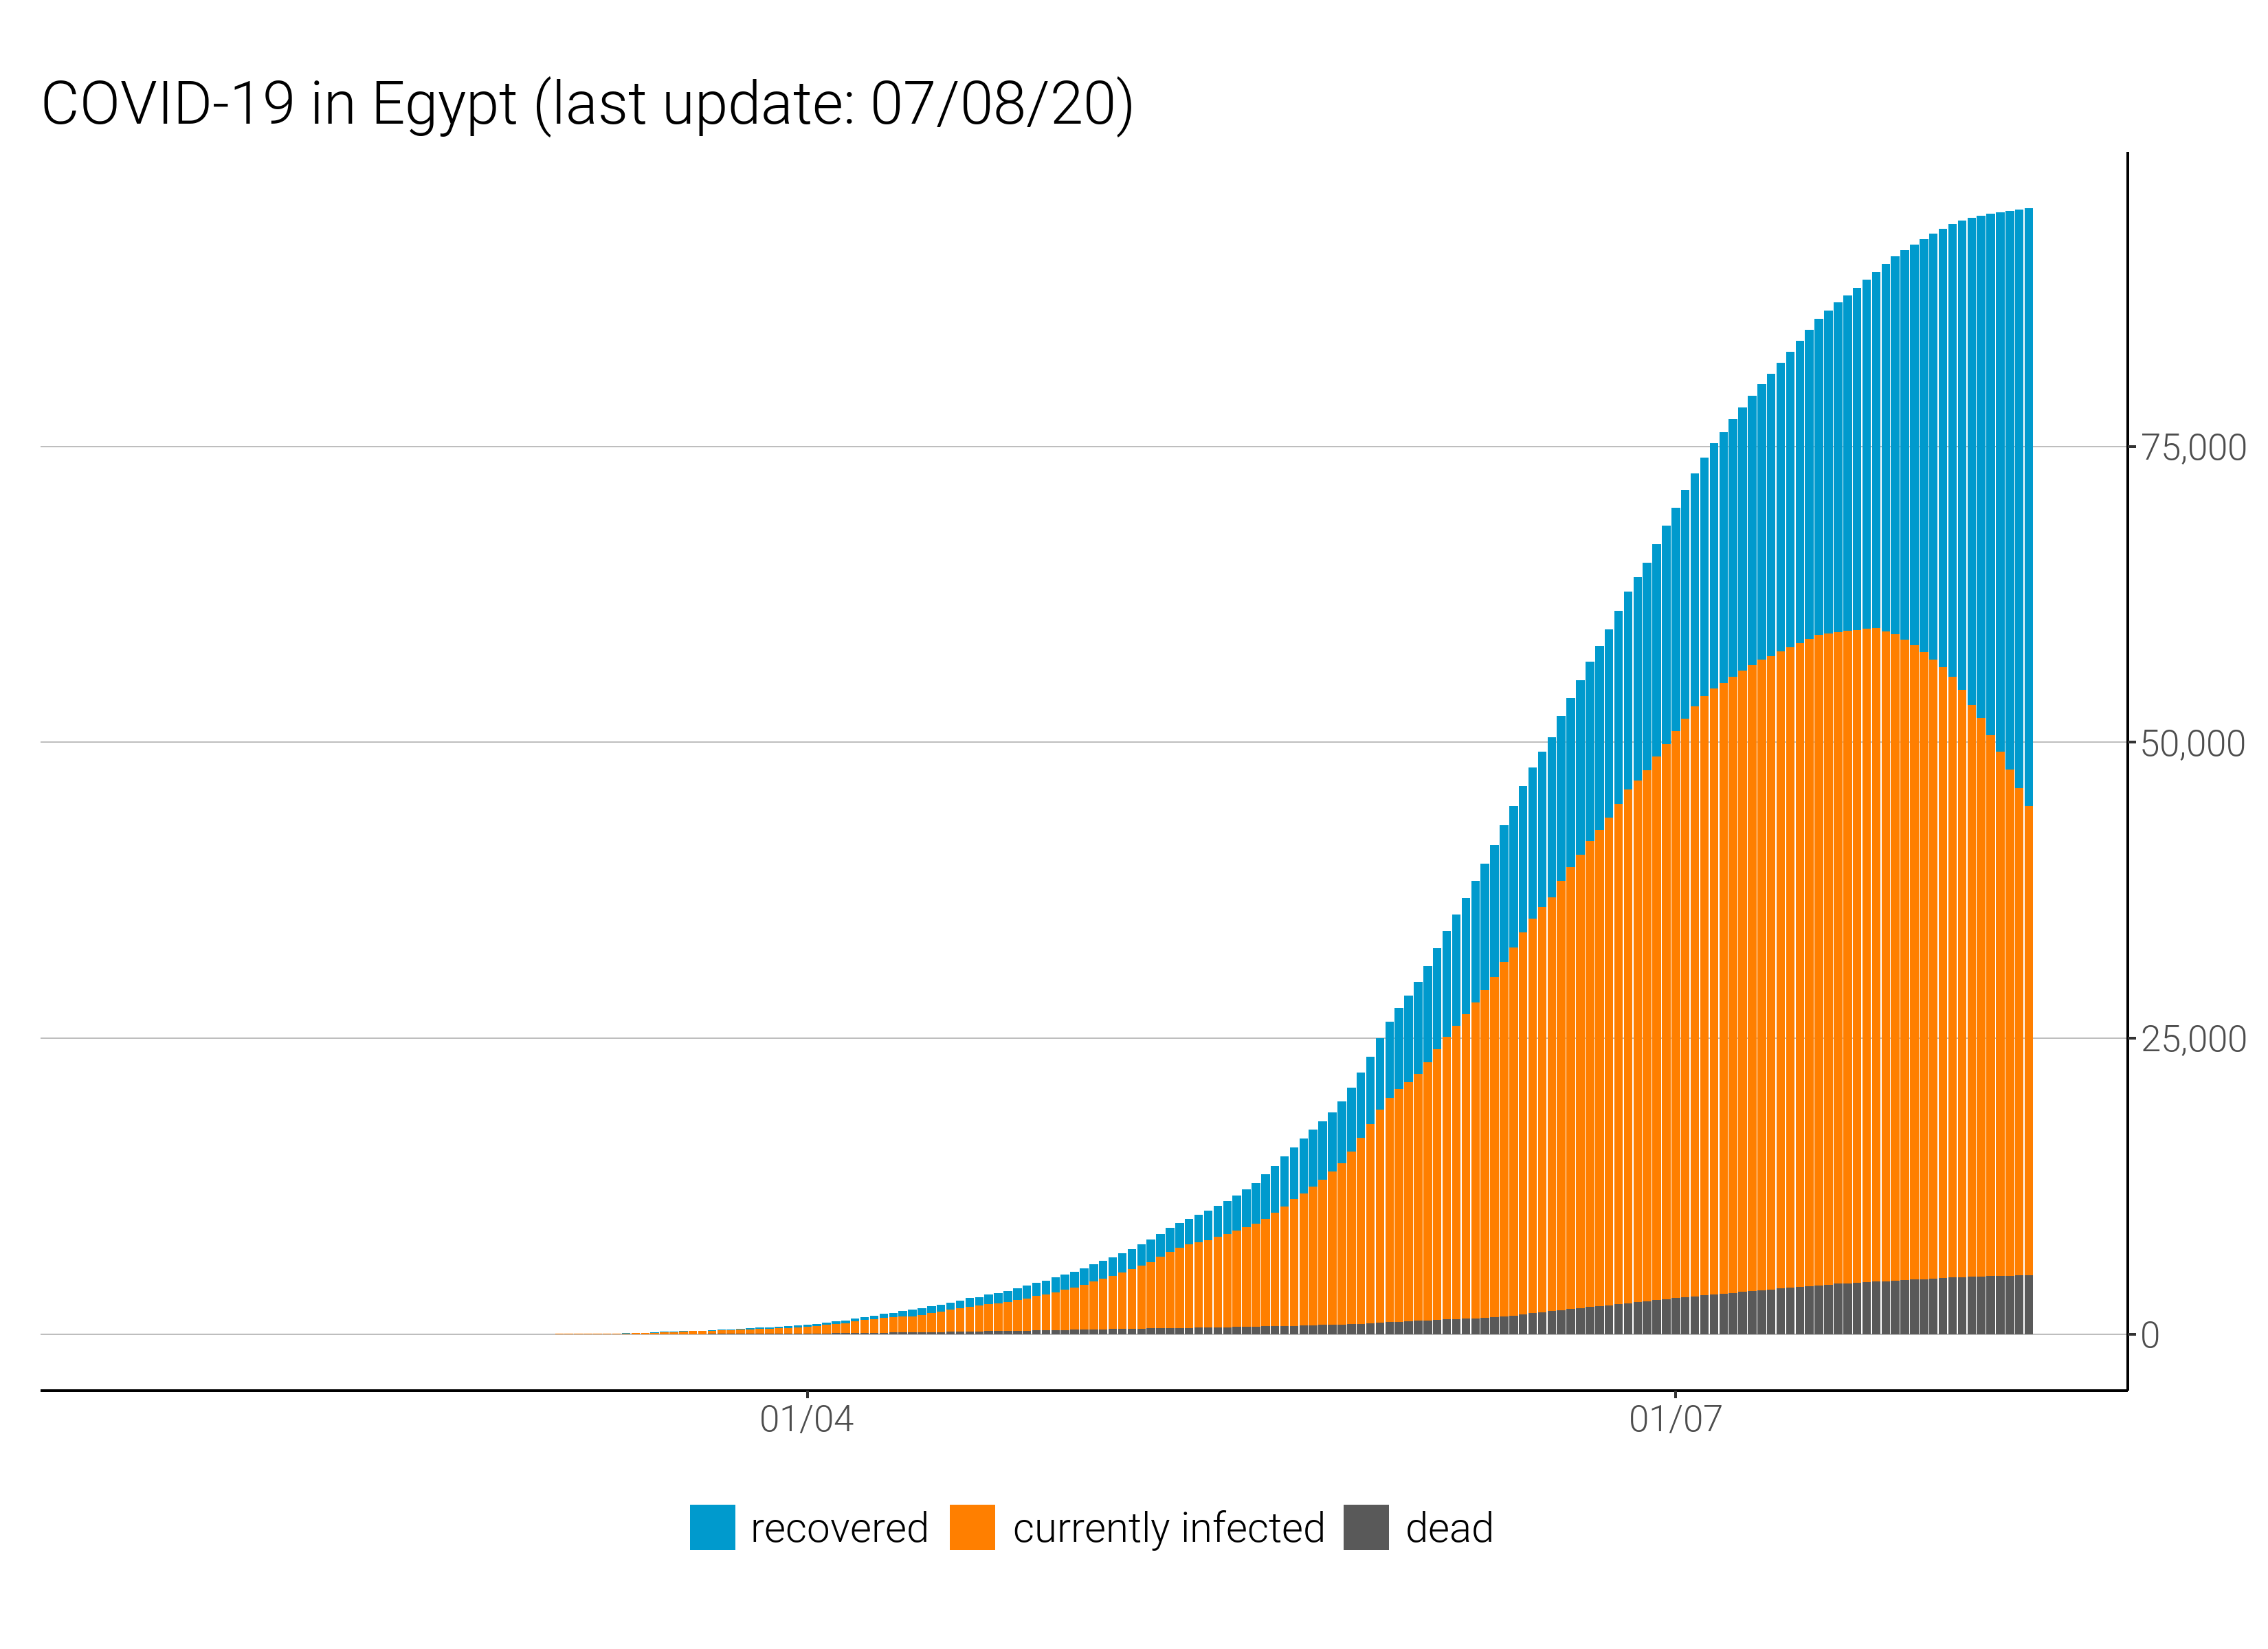 COVID-19 in Egypt (last update: 07/08/20)
75,000
50,000
25,000
0
01/04 01/07
recovered currently infected dead